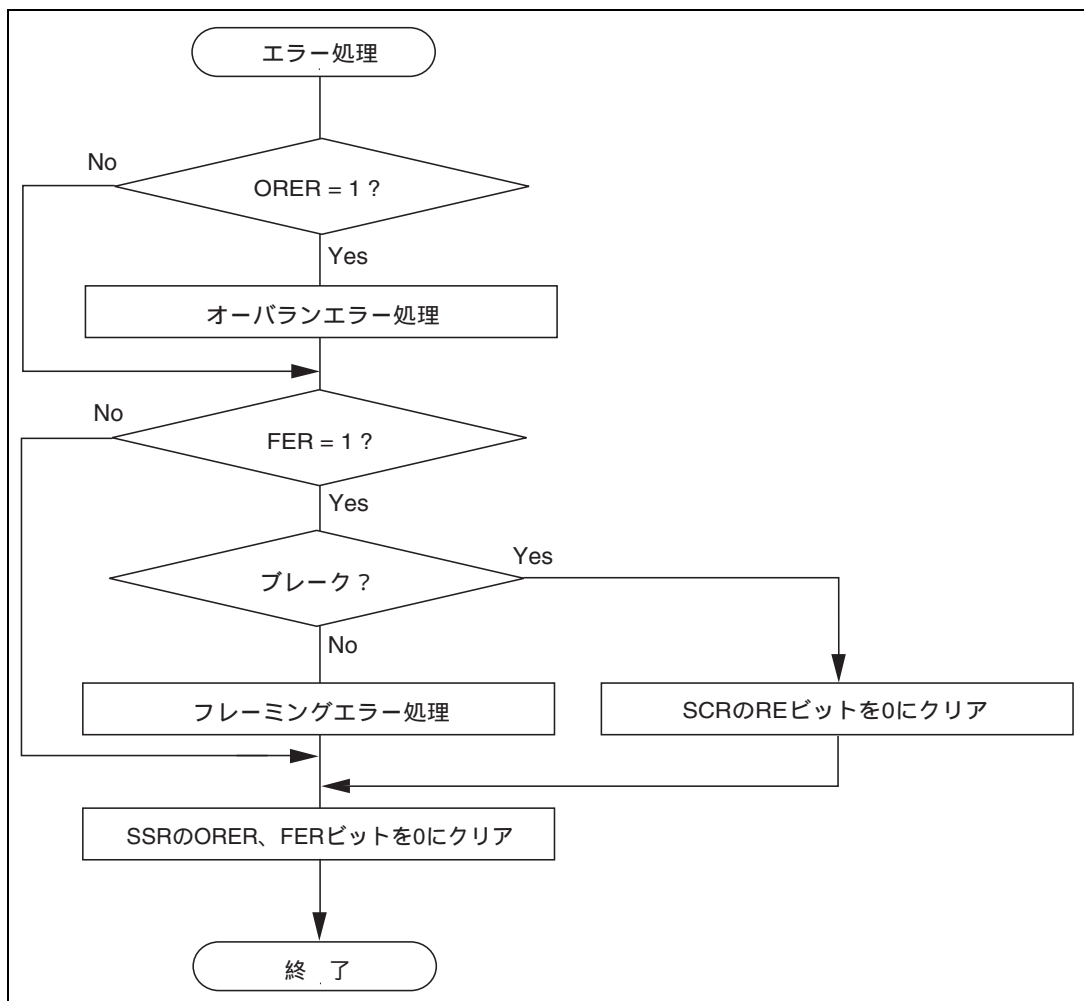 エラー処理
No
ORER = 1 ?
Yes
オーバランエラー処理
No
FER = 1 ?
Yes
Yes
ブレーク？
No
フレーミングエラー処理
SCRのREビットを0にクリア
SSRのORER、FERビットを0にクリア
終 了